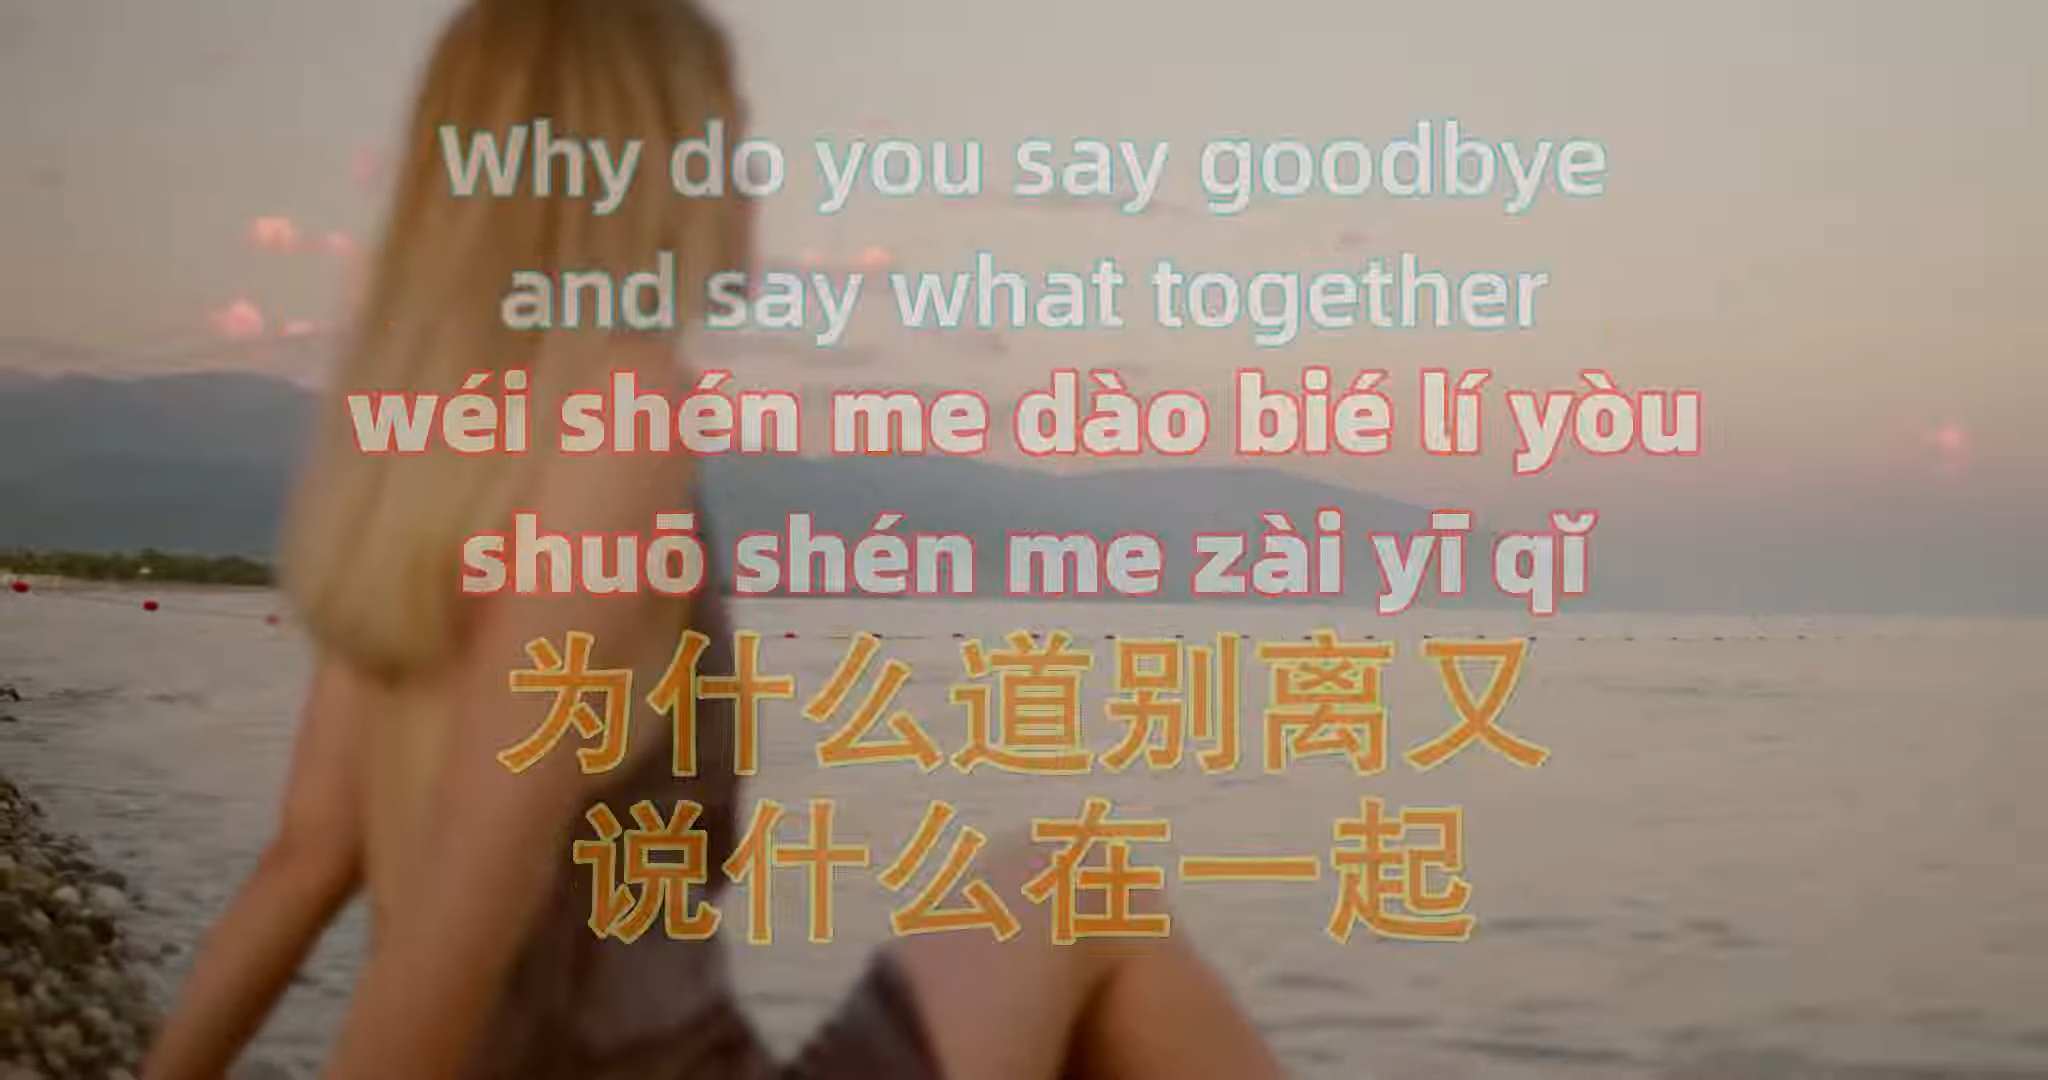 Why do you say goodbye
and say what together
wéi shén me dào bié lí yòu
shuō shén me zài yī qǐ
为什么道别离又
说什么在一起